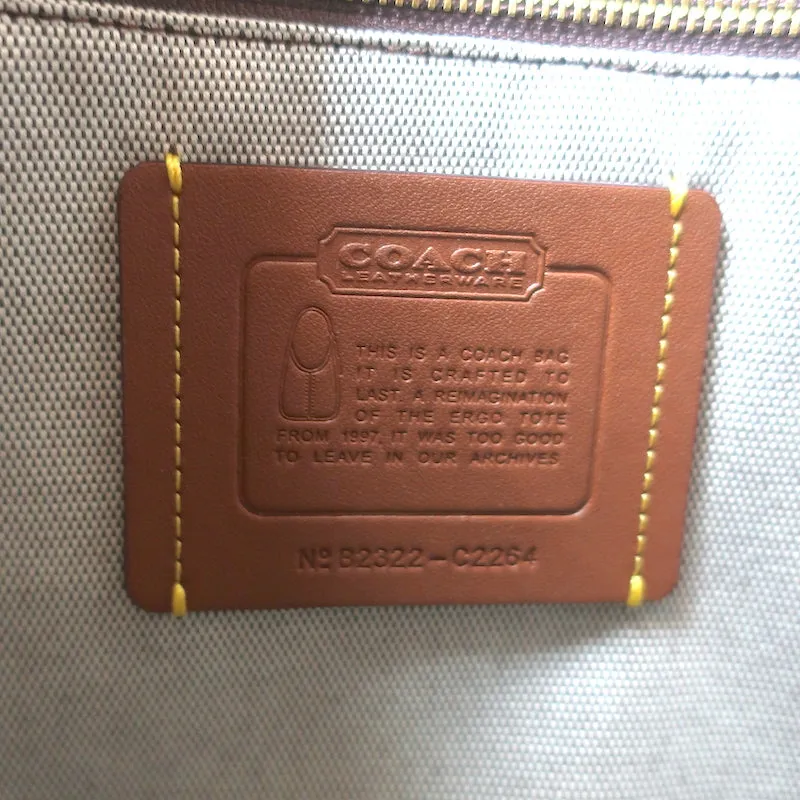 COACH
LEATHERWARE
THIS IS A COACH BAG
IT IS CRAFTED TO
LAST. A REIMAGINATION
OF THE ERGO TOTE
FROM 1997, IT WAS TOO GOOD
TO LEAVE IN OUR ARCHIVES
Nº B2322-C2264